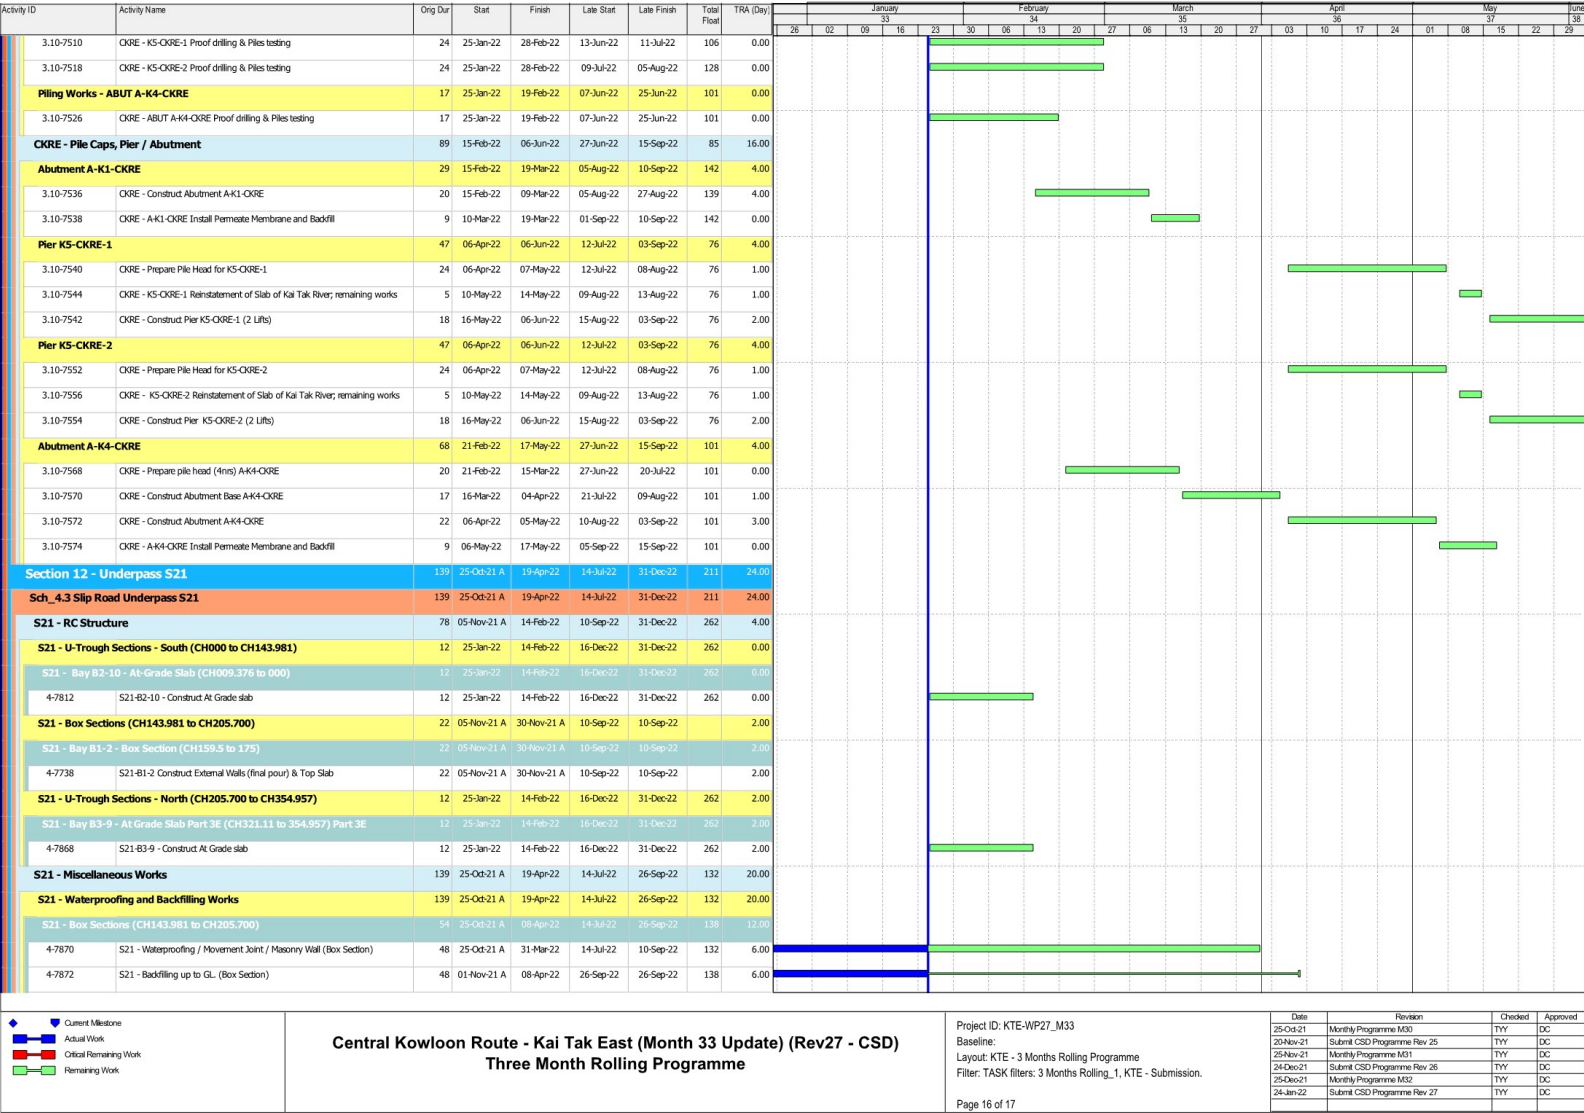 Activity ID Activity Name Orig Dur Start Finish Late Start Late Finish Total Float TRA (Day) January February March April May June
33 34 35 36 37 38
26 02 09 16 23 30 06 13 20 27 06 13 20 27 03 10 17 24 01 08 15 22 29
3.10-7510 CKRE - K5-CKRE-1 Proof drilling & Piles testing 24 25-Jan-22 28-Feb-22 13-Jun-22 11-Jul-22 106 0.00
3.10-7518 CKRE - K5-CKRE-2 Proof drilling & Piles testing 24 25-Jan-22 28-Feb-22 09-Jul-22 05-Aug-22 128 0.00
Piling Works - ABUT A-K4-CKRE 17 25-Jan-22 19-Feb-22 07-Jun-22 25-Jun-22 101 0.00
3.10-7526 CKRE - ABUT A-K4-CKRE Proof drilling & Piles testing 17 25-Jan-22 19-Feb-22 07-Jun-22 25-Jun-22 101 0.00
CKRE - Pile Caps, Pier / Abutment 89 15-Feb-22 06-Jun-22 27-Jun-22 15-Sep-22 85 16.00
Abutment A-K1-CKRE 29 15-Feb-22 19-Mar-22 05-Aug-22 10-Sep-22 142 4.00
3.10-7536 CKRE - Construct Abutment A-K1-CKRE 20 15-Feb-22 09-Mar-22 05-Aug-22 27-Aug-22 139 4.00
3.10-7538 CKRE - A-K1-CKRE Install Permeate Membrane and Backfill 9 10-Mar-22 19-Mar-22 01-Sep-22 10-Sep-22 142 0.00
Pier K5-CKRE-1 47 06-Apr-22 06-Jun-22 12-Jul-22 03-Sep-22 76 4.00
3.10-7540 CKRE - Prepare Pile Head for K5-CKRE-1 24 06-Apr-22 07-May-22 12-Jul-22 08-Aug-22 76 1.00
3.10-7544 CKRE - K5-CKRE-1 Reinstatement of Slab of Kai Tak River; remaining works 5 10-May-22 14-May-22 09-Aug-22 13-Aug-22 76 1.00
3.10-7542 CKRE - Construct Pier K5-CKRE-1 (2 Lifts) 18 16-May-22 06-Jun-22 15-Aug-22 03-Sep-22 76 2.00
Pier K5-CKRE-2 47 06-Apr-22 06-Jun-22 12-Jul-22 03-Sep-22 76 4.00
3.10-7552 CKRE - Prepare Pile Head for K5-CKRE-2 24 06-Apr-22 07-May-22 12-Jul-22 08-Aug-22 76 1.00
3.10-7556 CKRE - K5-CKRE-2 Reinstatement of Slab of Kai Tak River; remaining works 5 10-May-22 14-May-22 09-Aug-22 13-Aug-22 76 1.00
3.10-7554 CKRE - Construct Pier K5-CKRE-2 (2 Lifts) 18 16-May-22 06-Jun-22 15-Aug-22 03-Sep-22 76 2.00
Abutment A-K4-CKRE 68 21-Feb-22 17-May-22 27-Jun-22 15-Sep-22 101 4.00
3.10-7568 CKRE - Prepare pile head (4nrs) A-K4-CKRE 20 21-Feb-22 15-Mar-22 27-Jun-22 20-Jul-22 101 0.00
3.10-7570 CKRE - Construct Abutment Base A-K4-CKRE 17 16-Mar-22 04-Apr-22 21-Jul-22 09-Aug-22 101 1.00
3.10-7572 CKRE - Construct Abutment A-K4-CKRE 22 06-Apr-22 05-May-22 10-Aug-22 03-Sep-22 101 3.00
3.10-7574 CKRE - A-K4-CKRE Install Permeate Membrane and Backfill 9 06-May-22 17-May-22 05-Sep-22 15-Sep-22 101 0.00
Section 12 - Underpass S21 139 25-Oct-21 A 19-Apr-22 14-Jul-22 31-Dec-22 211 24.00
Sch_4.3 Slip Road Underpass S21 139 25-Oct-21 A 19-Apr-22 14-Jul-22 31-Dec-22 211 24.00
S21 - RC Structure 78 05-Nov-21 A 14-Feb-22 10-Sep-22 31-Dec-22 262 4.00
S21 - U-Trough Sections - South (CH000 to CH143.981) 12 25-Jan-22 14-Feb-22 16-Dec-22 31-Dec-22 262 0.00
S21 - Bay B2-10 - At-Grade Slab (CH009.376 to 000) 12 25-Jan-22 14-Feb-22 16-Dec-22 31-Dec-22 262 0.00
4-7812 S21-B2-10 - Construct At Grade slab 12 25-Jan-22 14-Feb-22 16-Dec-22 31-Dec-22 262 0.00
S21 - Box Sections (CH143.981 to CH205.700) 22 05-Nov-21 A 30-Nov-21 A 10-Sep-22 10-Sep-22 2.00
S21 - Bay B1-2 - Box Section (CH159.5 to 175) 22 05-Nov-21 A 30-Nov-21 A 10-Sep-22 10-Sep-22 2.00
4-7738 S21-B1-2 Construct External Walls (final pour) & Top Slab 22 05-Nov-21 A 30-Nov-21 A 10-Sep-22 10-Sep-22 2.00
S21 - U-Trough Sections - North (CH205.700 to CH354.957) 12 25-Jan-22 14-Feb-22 16-Dec-22 31-Dec-22 262 2.00
S21 - Bay B3-9 - At Grade Slab Part 3E (CH321.11 to 354.957) Part 3E 12 25-Jan-22 14-Feb-22 16-Dec-22 31-Dec-22 262 2.00
4-7868 S21-B3-9 - Construct At Grade slab 12 25-Jan-22 14-Feb-22 16-Dec-22 31-Dec-22 262 2.00
S21 - Miscellaneous Works 139 25-Oct-21 A 19-Apr-22 14-Jul-22 26-Sep-22 132 20.00
S21 - Waterproofing and Backfilling Works 139 25-Oct-21 A 19-Apr-22 14-Jul-22 26-Sep-22 132 20.00
S21 - Box Sections (CH143.981 to CH205.700) 54 25-Oct-21 A 08-Apr-22 14-Jul-22 26-Sep-22 138 12.00
4-7870 S21 - Waterproofing / Movement Joint / Masonry Wall (Box Section) 48 25-Oct-21 A 31-Mar-22 14-Jul-22 10-Sep-22 132 6.00
4-7872 S21 - Backfilling up to GL. (Box Section) 48 01-Nov-21 A 08-Apr-22 26-Sep-22 26-Sep-22 138 6.00
Current Milestone
Actual Work
Critical Remaining Work
Remaining Work
Central Kowloon Route - Kai Tak East (Month 33 Update) (Rev27 - CSD)
Three Month Rolling Programme
Project ID: KTE-WP27_M33
Baseline:
Layout: KTE - 3 Months Rolling Programme
Filter: TASK filters: 3 Months Rolling_1, KTE - Submission.
Page 16 of 17
Date Revision Checked Approved
25-Oct-21 Monthly Programme M30 TYY DC
20-Nov-21 Submit CSD Programme Rev 25 TYY DC
25-Nov-21 Monthly Programme M31 TYY DC
24-Dec-21 Submit CSD Programme Rev 26 TYY DC
25-Dec-21 Monthly Programme M32 TYY DC
24-Jan-22 Submit CSD Programme Rev 27 TYY DC